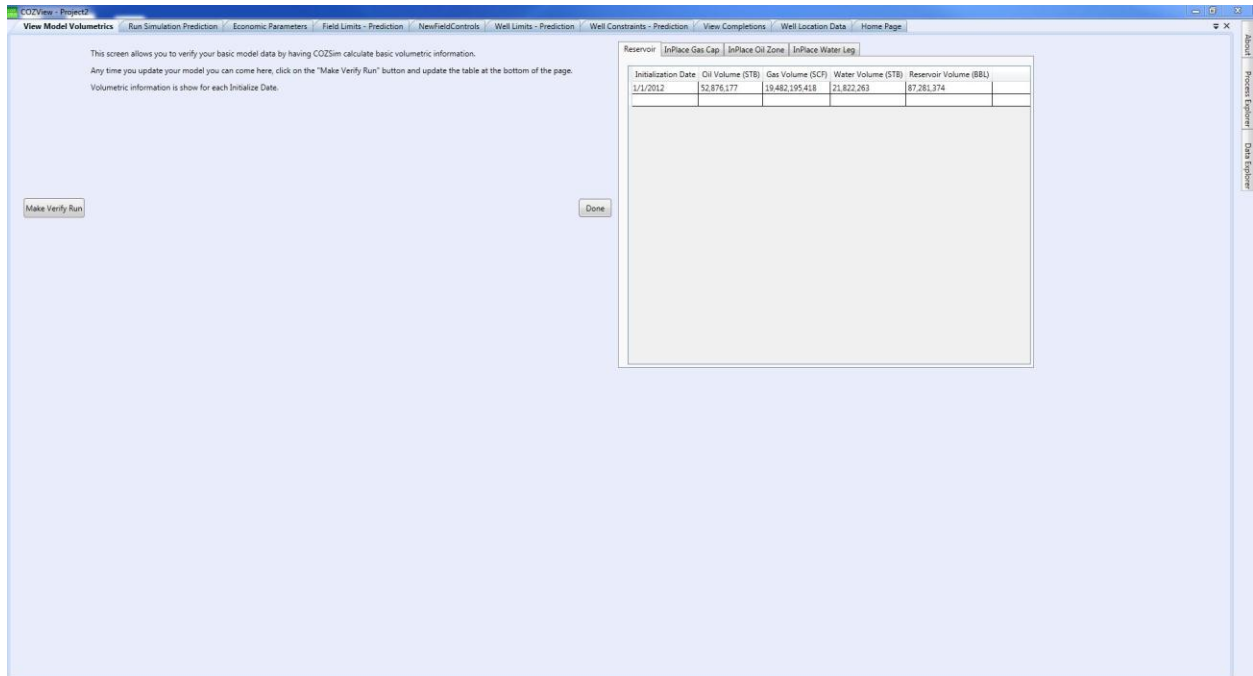 COZView - Project2
View Model Volumetrics Run Simulation Prediction Economic Parameters Field Limits - Prediction NewFieldControls Well Limits - Prediction Well Constraints - Prediction View Completions Well Location Data Home Page
This screen allows you to verify your basic model data by having COZSim calculate basic volumetric information.
Any time you update your model you can come here, click on the "Make Verify Run" button and update the table at the bottom of the page.
Volumetric information is show for each Initialize Date.
Make Verify Run
Done
Reservoir InPlace Gas Cap InPlace Oil Zone InPlace Water Leg
Initialization Date Oil Volume (STB) Gas Volume (SCF) Water Volume (STB) Reservoir Volume (BBL)
1/1/2012 52,876,177 19,482,195,418 21,822,263 87,281,374
About
Process Explorer
Data Explorer